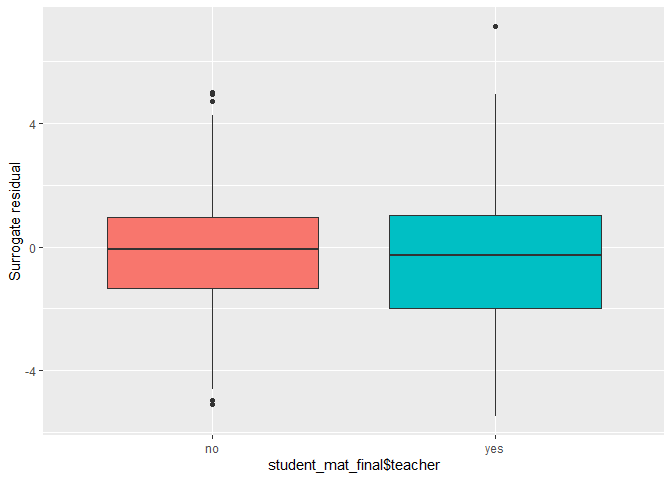 4
0
-4
Surrogate residual
no yes
student_mat_final$teacher